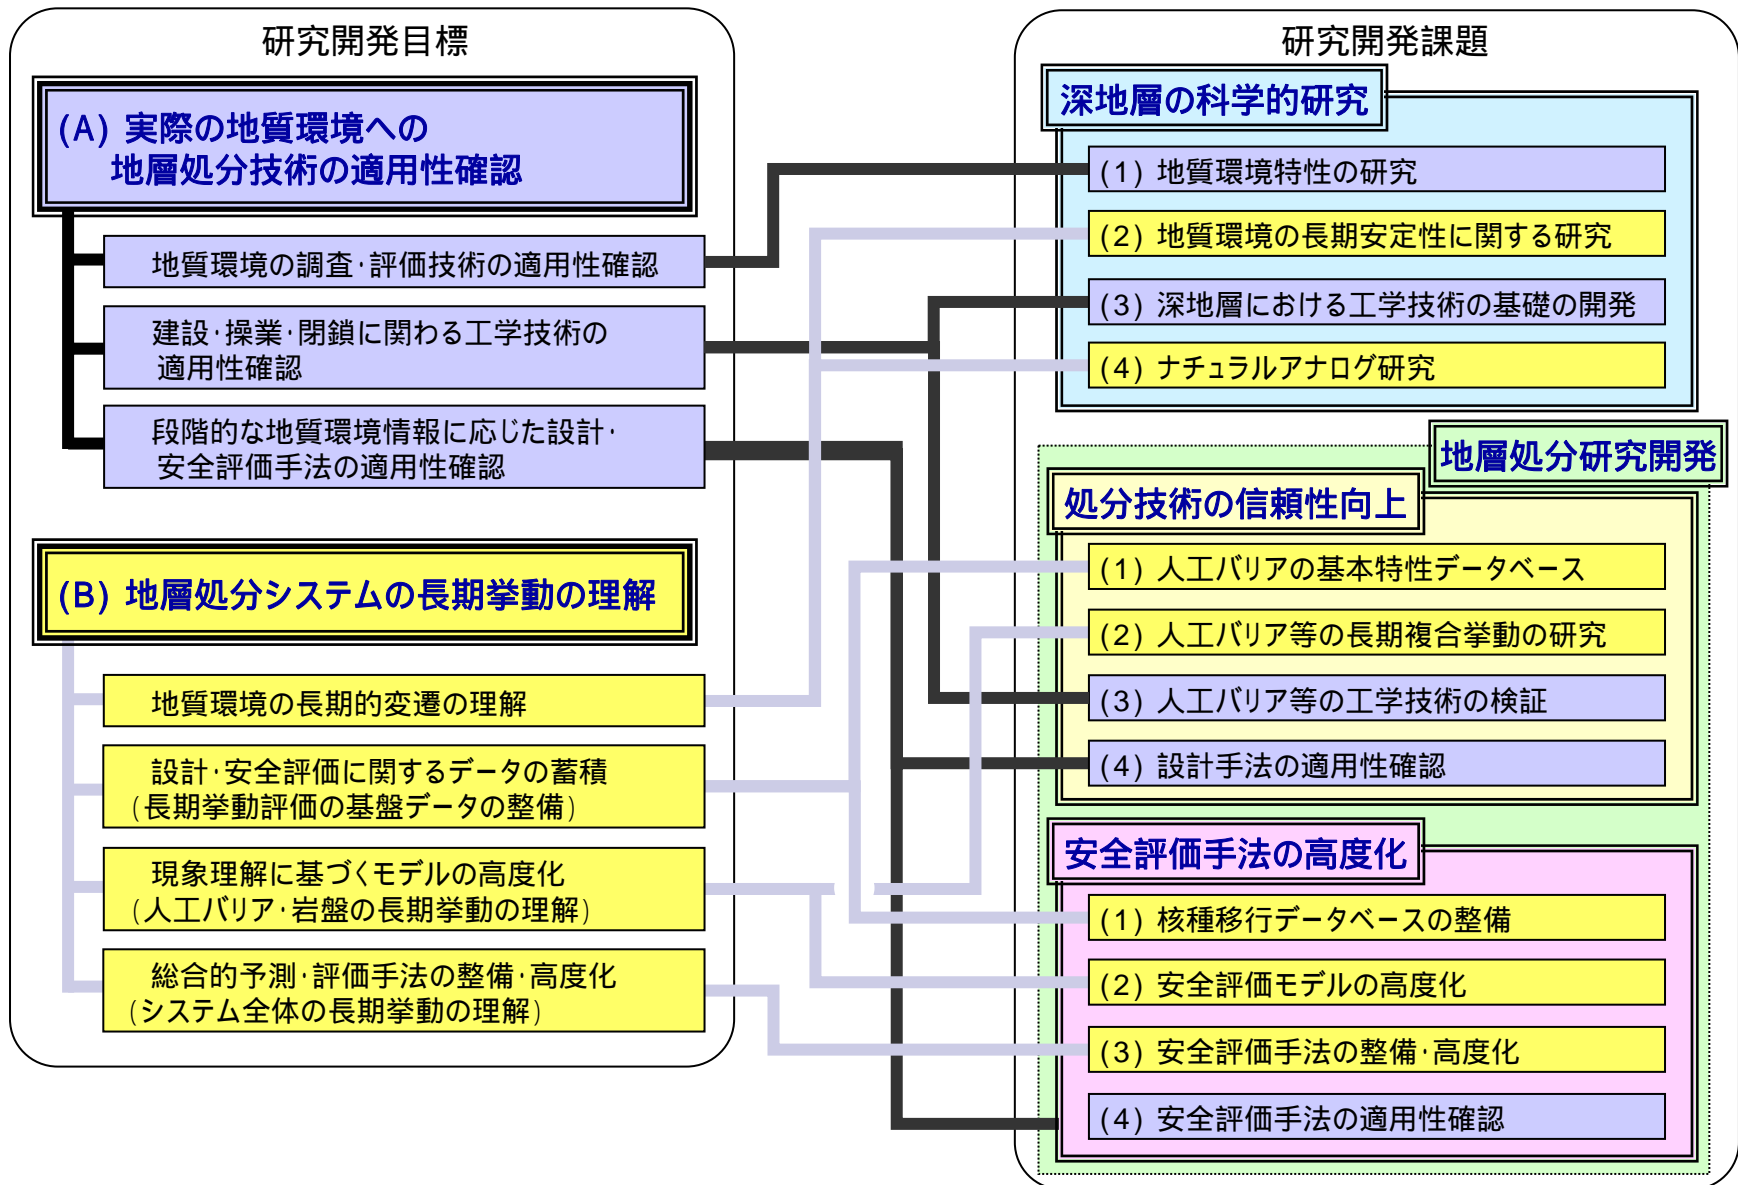 研究開発目標
(A) 実際の地質環境への
地層処分技術の適用性確認
地質環境の調査･評価技術の適用性確認
建設･操業･閉鎖に関わる工学技術の
適用性確認
段階的な地質環境情報に応じた設計･
安全評価手法の適用性確認
(B) 地層処分システムの長期挙動の理解
地質環境の長期的変遷の理解
設計･安全評価に関するデータの蓄積
(長期挙動評価の基盤データの整備)
現象理解に基づくモデルの高度化
(人工バリア･岩盤の長期挙動の理解)
総合的予測･評価手法の整備･高度化
(システム全体の長期挙動の理解)
研究開発課題
深地層の科学的研究
(1) 地質環境特性の研究
(2) 地質環境の長期安定性に関する研究
(3) 深地層における工学技術の基礎の開発
(4) ナチュラルアナログ研究
地層処分研究開発
処分技術の信頼性向上
(1) 人工バリアの基本特性データベース
(2) 人工バリア等の長期複合挙動の研究
(3) 人工バリア等の工学技術の検証
(4) 設計手法の適用性確認
安全評価手法の高度化
(1) 核種移行データベースの整備
(2) 安全評価モデルの高度化
(3) 安全評価手法の整備･高度化
(4) 安全評価手法の適用性確認